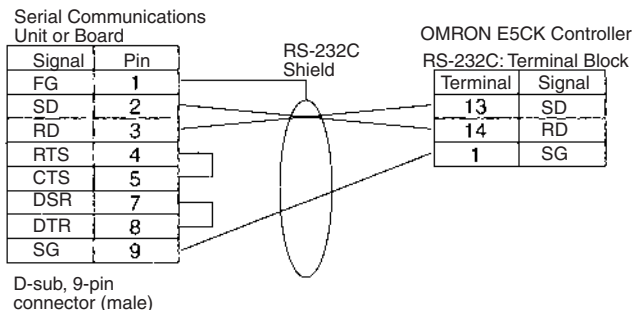 Serial Communications
Unit or Board
Signal Pin
FG 1
SD 2
RD 3
RTS 4
CTS 5
DSR 7
DTR 8
SG 9
D-sub, 9-pin
connector (male)
RS-232C
Shield
OMRON E5CK Controller
RS-232C: Terminal Block
Terminal Signal
13 SD
14 RD
1 SG